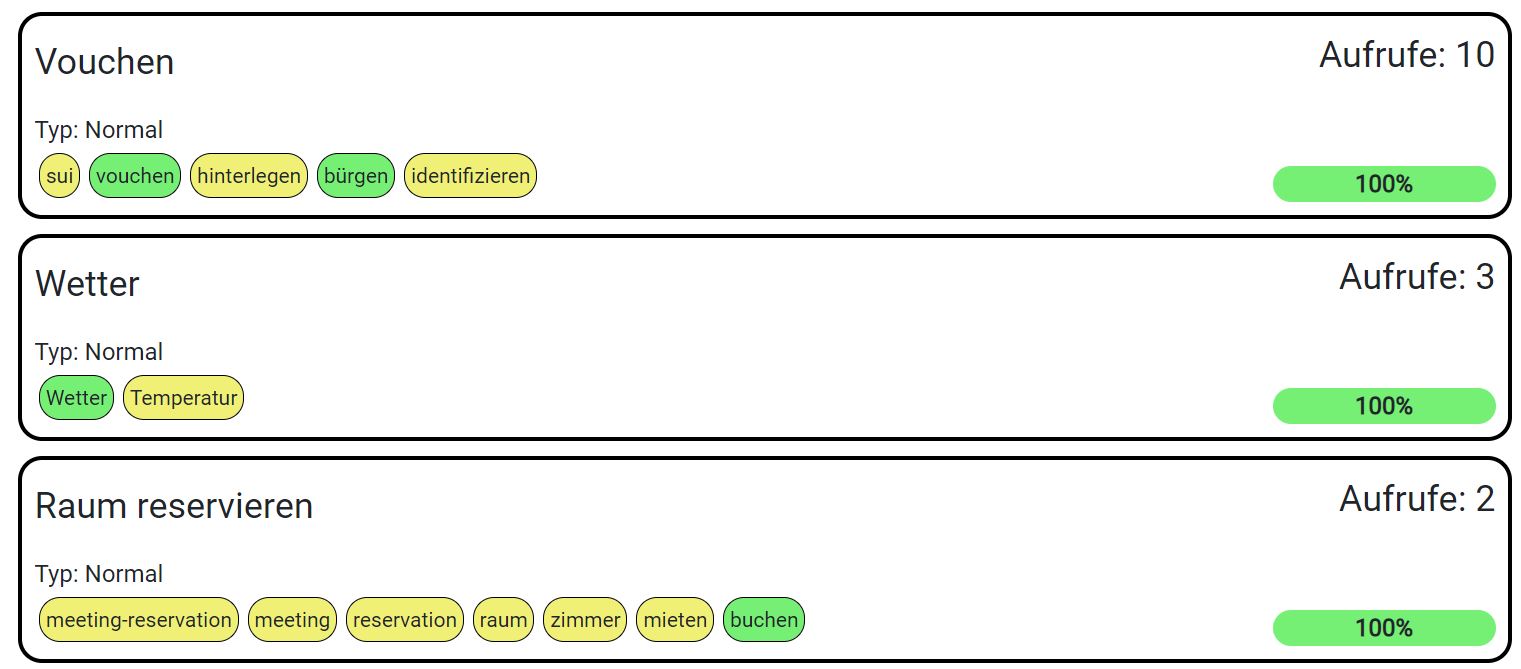 Vouchen
Aufrufe: 10
Typ: Normal
sui vouchen hinterlegen bürgen identifizieren
100%
Wetter
Aufrufe: 3
Typ: Normal
Wetter Temperatur
100%
Raum reservieren
Aufrufe: 2
Typ: Normal
meeting-reservation meeting reservation raum zimmer mieten buchen
100%